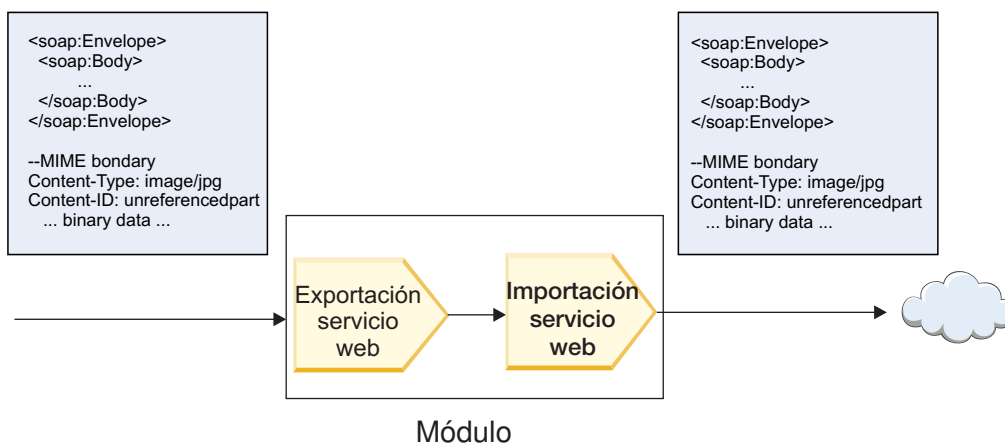 <soap:Envelope>
<soap:Body>
...
</soap:Body>
</soap:Envelope>
--MIME bondary
Content-Type: image/jpg
Content-ID: unreferencedpart
... binary data ...
<soap:Envelope>
<soap:Body>
...
</soap:Body>
</soap:Envelope>
--MIME bondary
Content-Type: image/jpg
Content-ID: unreferencedpart
... binary data ...
Exportación
servicio
web
Importación
servicio
web
Módulo